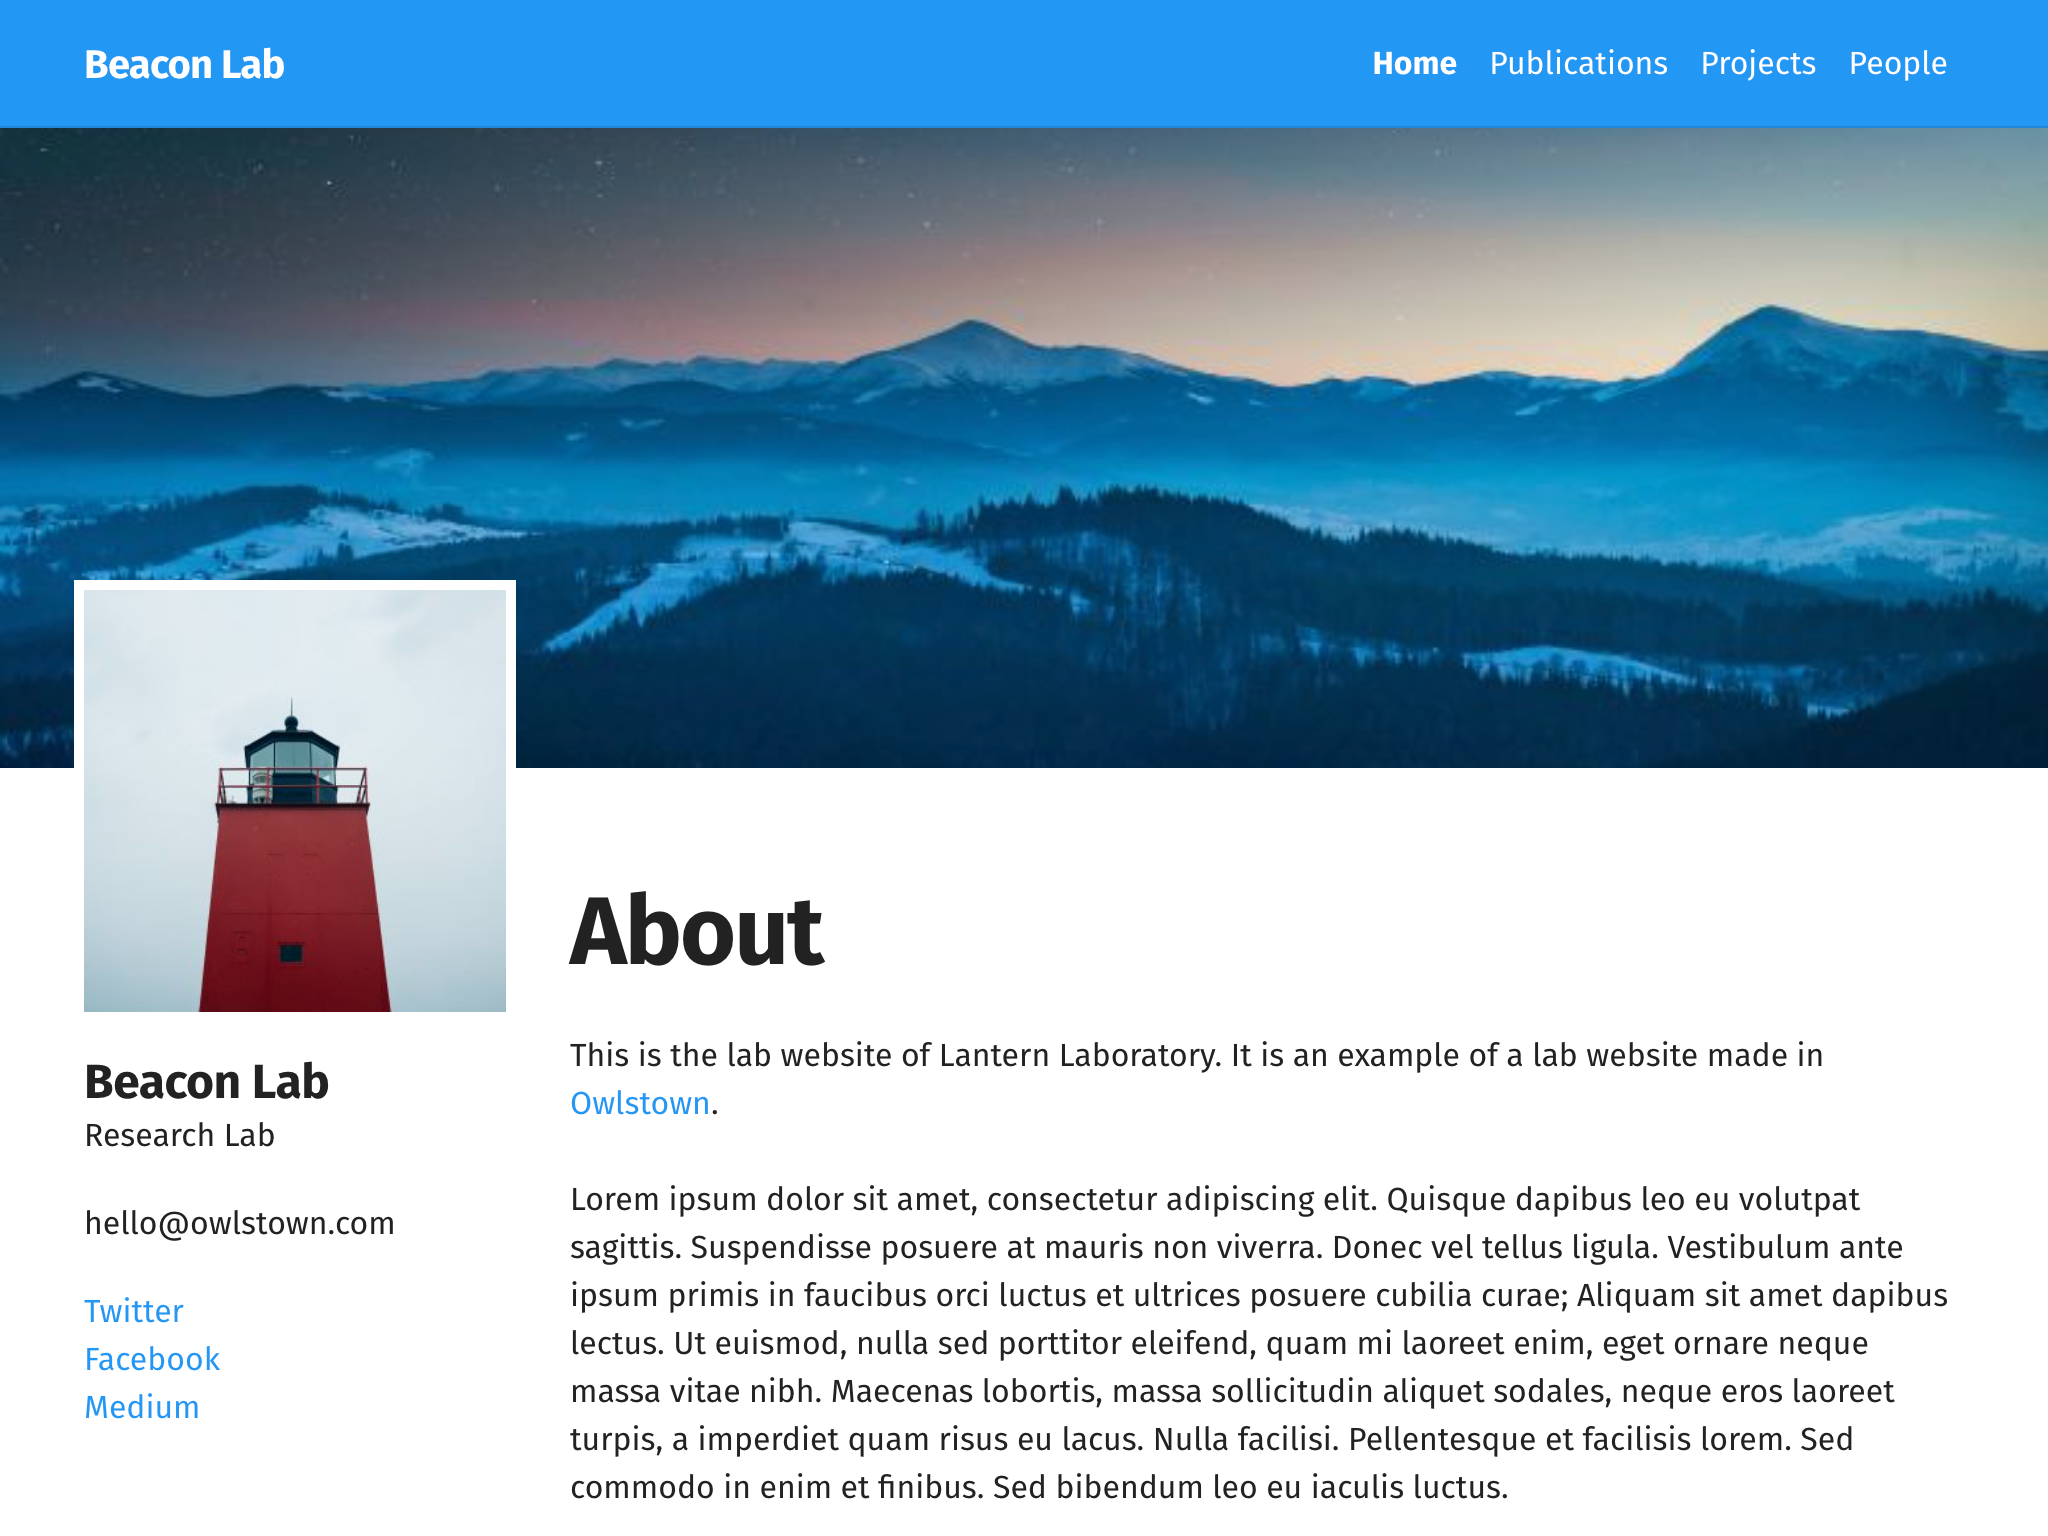 Beacon Lab
Home Publications Projects People
Beacon Lab
Research Lab
hello@owlstown.com
Twitter
Facebook
Medium
About
This is the lab website of Lantern Laboratory. It is an example of a lab website made in
Owlstown.
Lorem ipsum dolor sit amet, consectetur adipiscing elit. Quisque dapibus leo eu volutpat
sagittis. Suspendisse posuere at mauris non viverra. Donec vel tellus ligula. Vestibulum ante
ipsum primis in faucibus orci luctus et ultrices posuere cubilia curae; Aliquam sit amet dapibus
lectus. Ut euismod, nulla sed porttitor eleifend, quam mi laoreet enim, eget ornare neque
massa vitae nibh. Maecenas lobortis, massa sollicitudin aliquet sodales, neque eros laoreet
turpis, a imperdiet quam risus eu lacus. Nulla facilisi. Pellentesque et facilisis lorem. Sed
commodo in enim et finibus. Sed bibendum leo eu iaculis luctus.